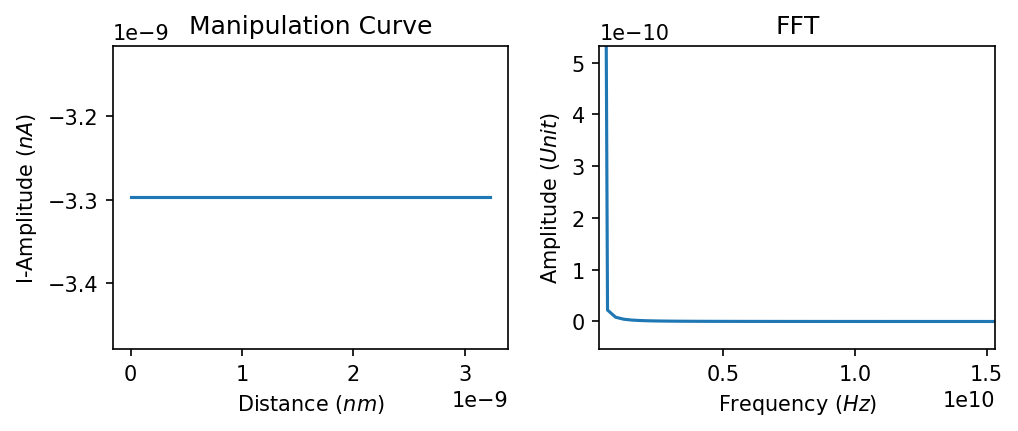 Manipulation Curve
1e−9
I-Amplitude (nA)
−3.2
−3.3
−3.4
0 1 2 3
Distance (nm)
1e−9
FFT
1e−10
Amplitude (Unit)
5
4
3
2
1
0
0.5 1.0 1.5
Frequency (Hz)
1e10